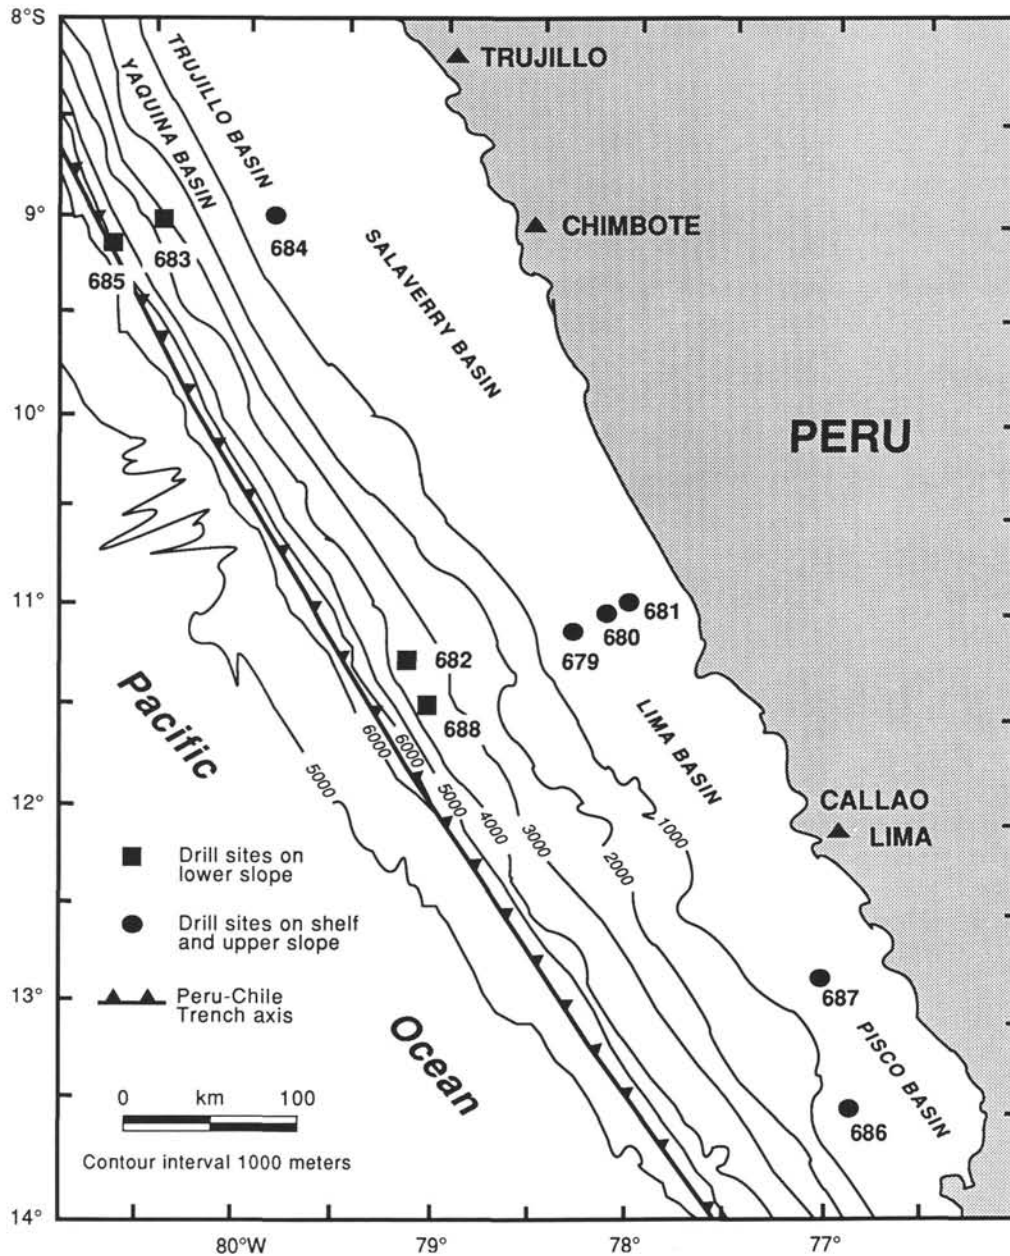 8°S
TRUJILLO
YAQUINA BASIN
TRUJILLO BASIN
9°
684
683
685
CHIMBOTE
SALAVERRY BASIN
10°
PERU
11°
681
680
679
682
688
Pacific
LIMA BASIN
6000
6000
5000
5000
4000
3000
2000
1000
12°
CALLAO
LIMA
Drill sites on
lower slope
Drill sites on shelf
and upper slope
687
13°
Peru-Chile
Trench axis
Ocean
PISCO BASIN
686
0 km 100
Contour interval 1000 meters
14°
80°W
79°
78°
77°